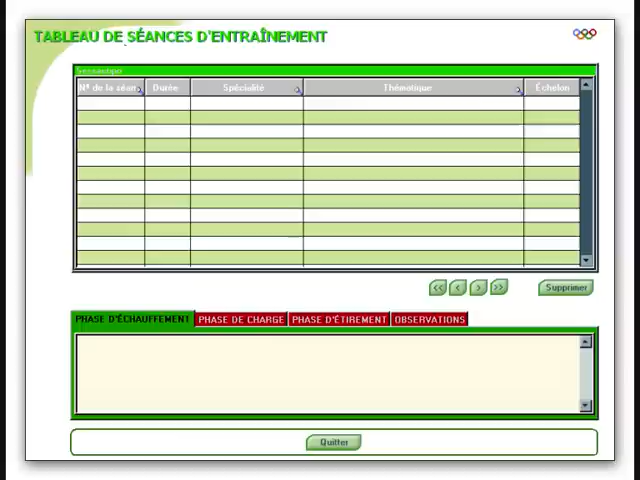 TABLEAU DE SÉANCES D'ENTRAÎNEMENT
N° de la séan Durée Spécialité Thématique Échelon
<< < > >> Supprimer
PHASE D'ÉCHAUFFEMENT PHASE DE CHARGE PHASE D'ÉTIREMENT OBSERVATIONS
Quitter